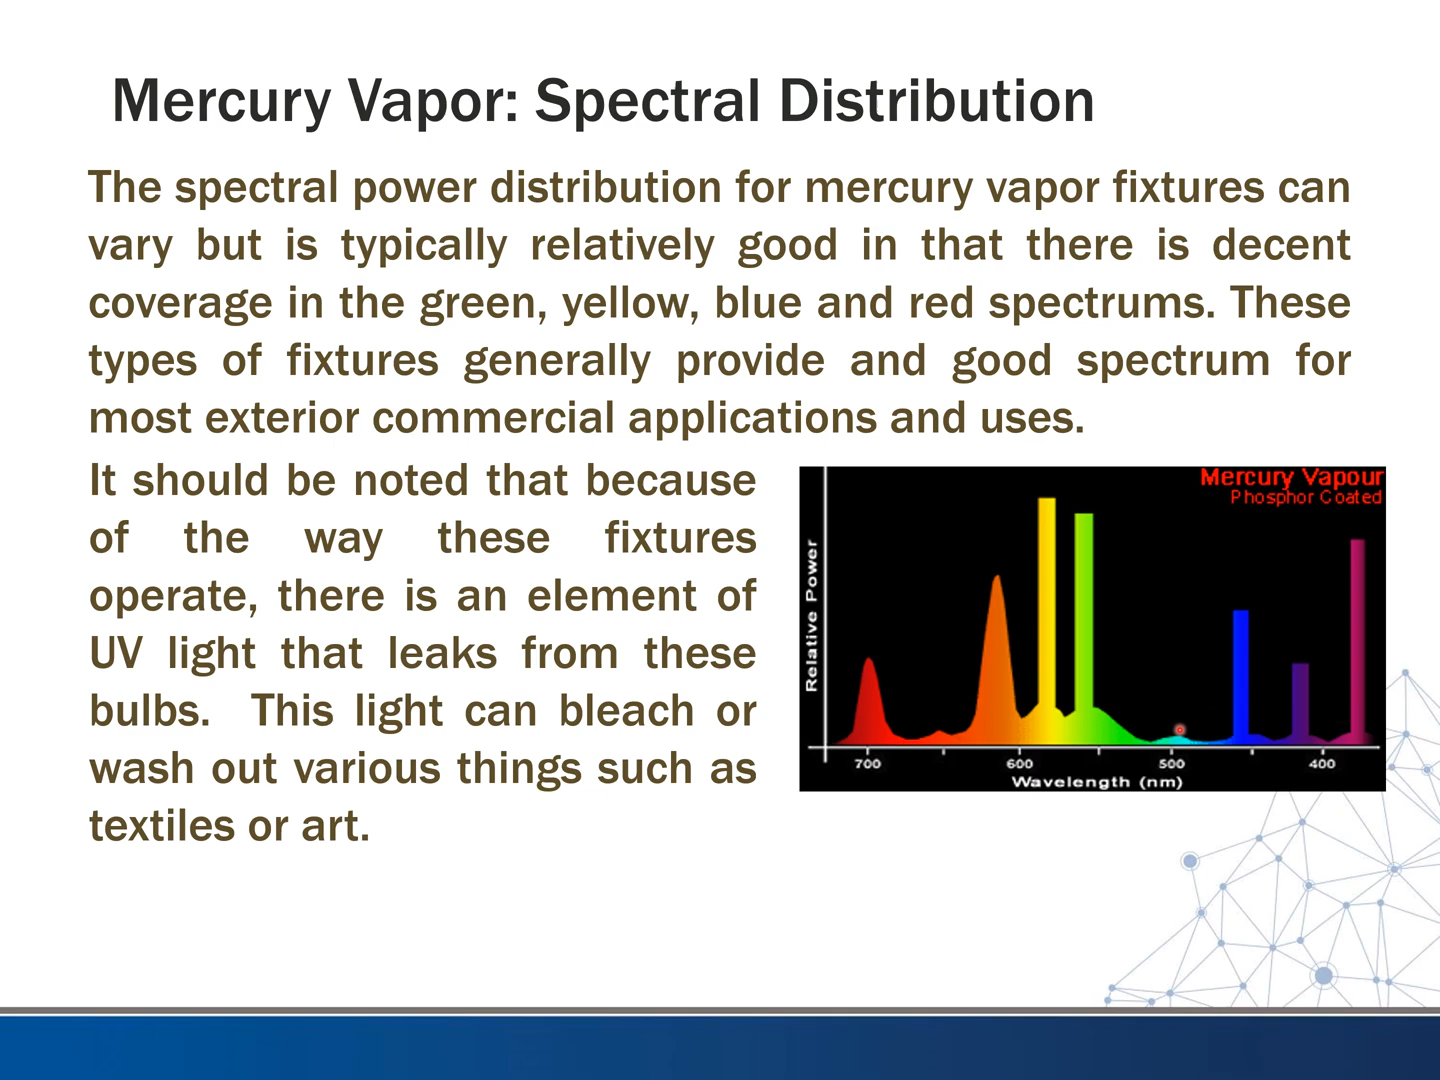 Mercury Vapor: Spectral Distribution
The spectral power distribution for mercury vapor fixtures can
vary but is typically relatively good in that there is decent
coverage in the green, yellow, blue and red spectrums. These
types of fixtures generally provide and good spectrum for
most exterior commercial applications and uses.
It should be noted that because
of the way these fixtures
operate, there is an element of
UV light that leaks from these
bulbs. This light can bleach or
wash out various things such as
textiles or art.
Mercury Vapour
Phosphor Coated
Relative Power
700 600 500 400
Wavelength (nm)